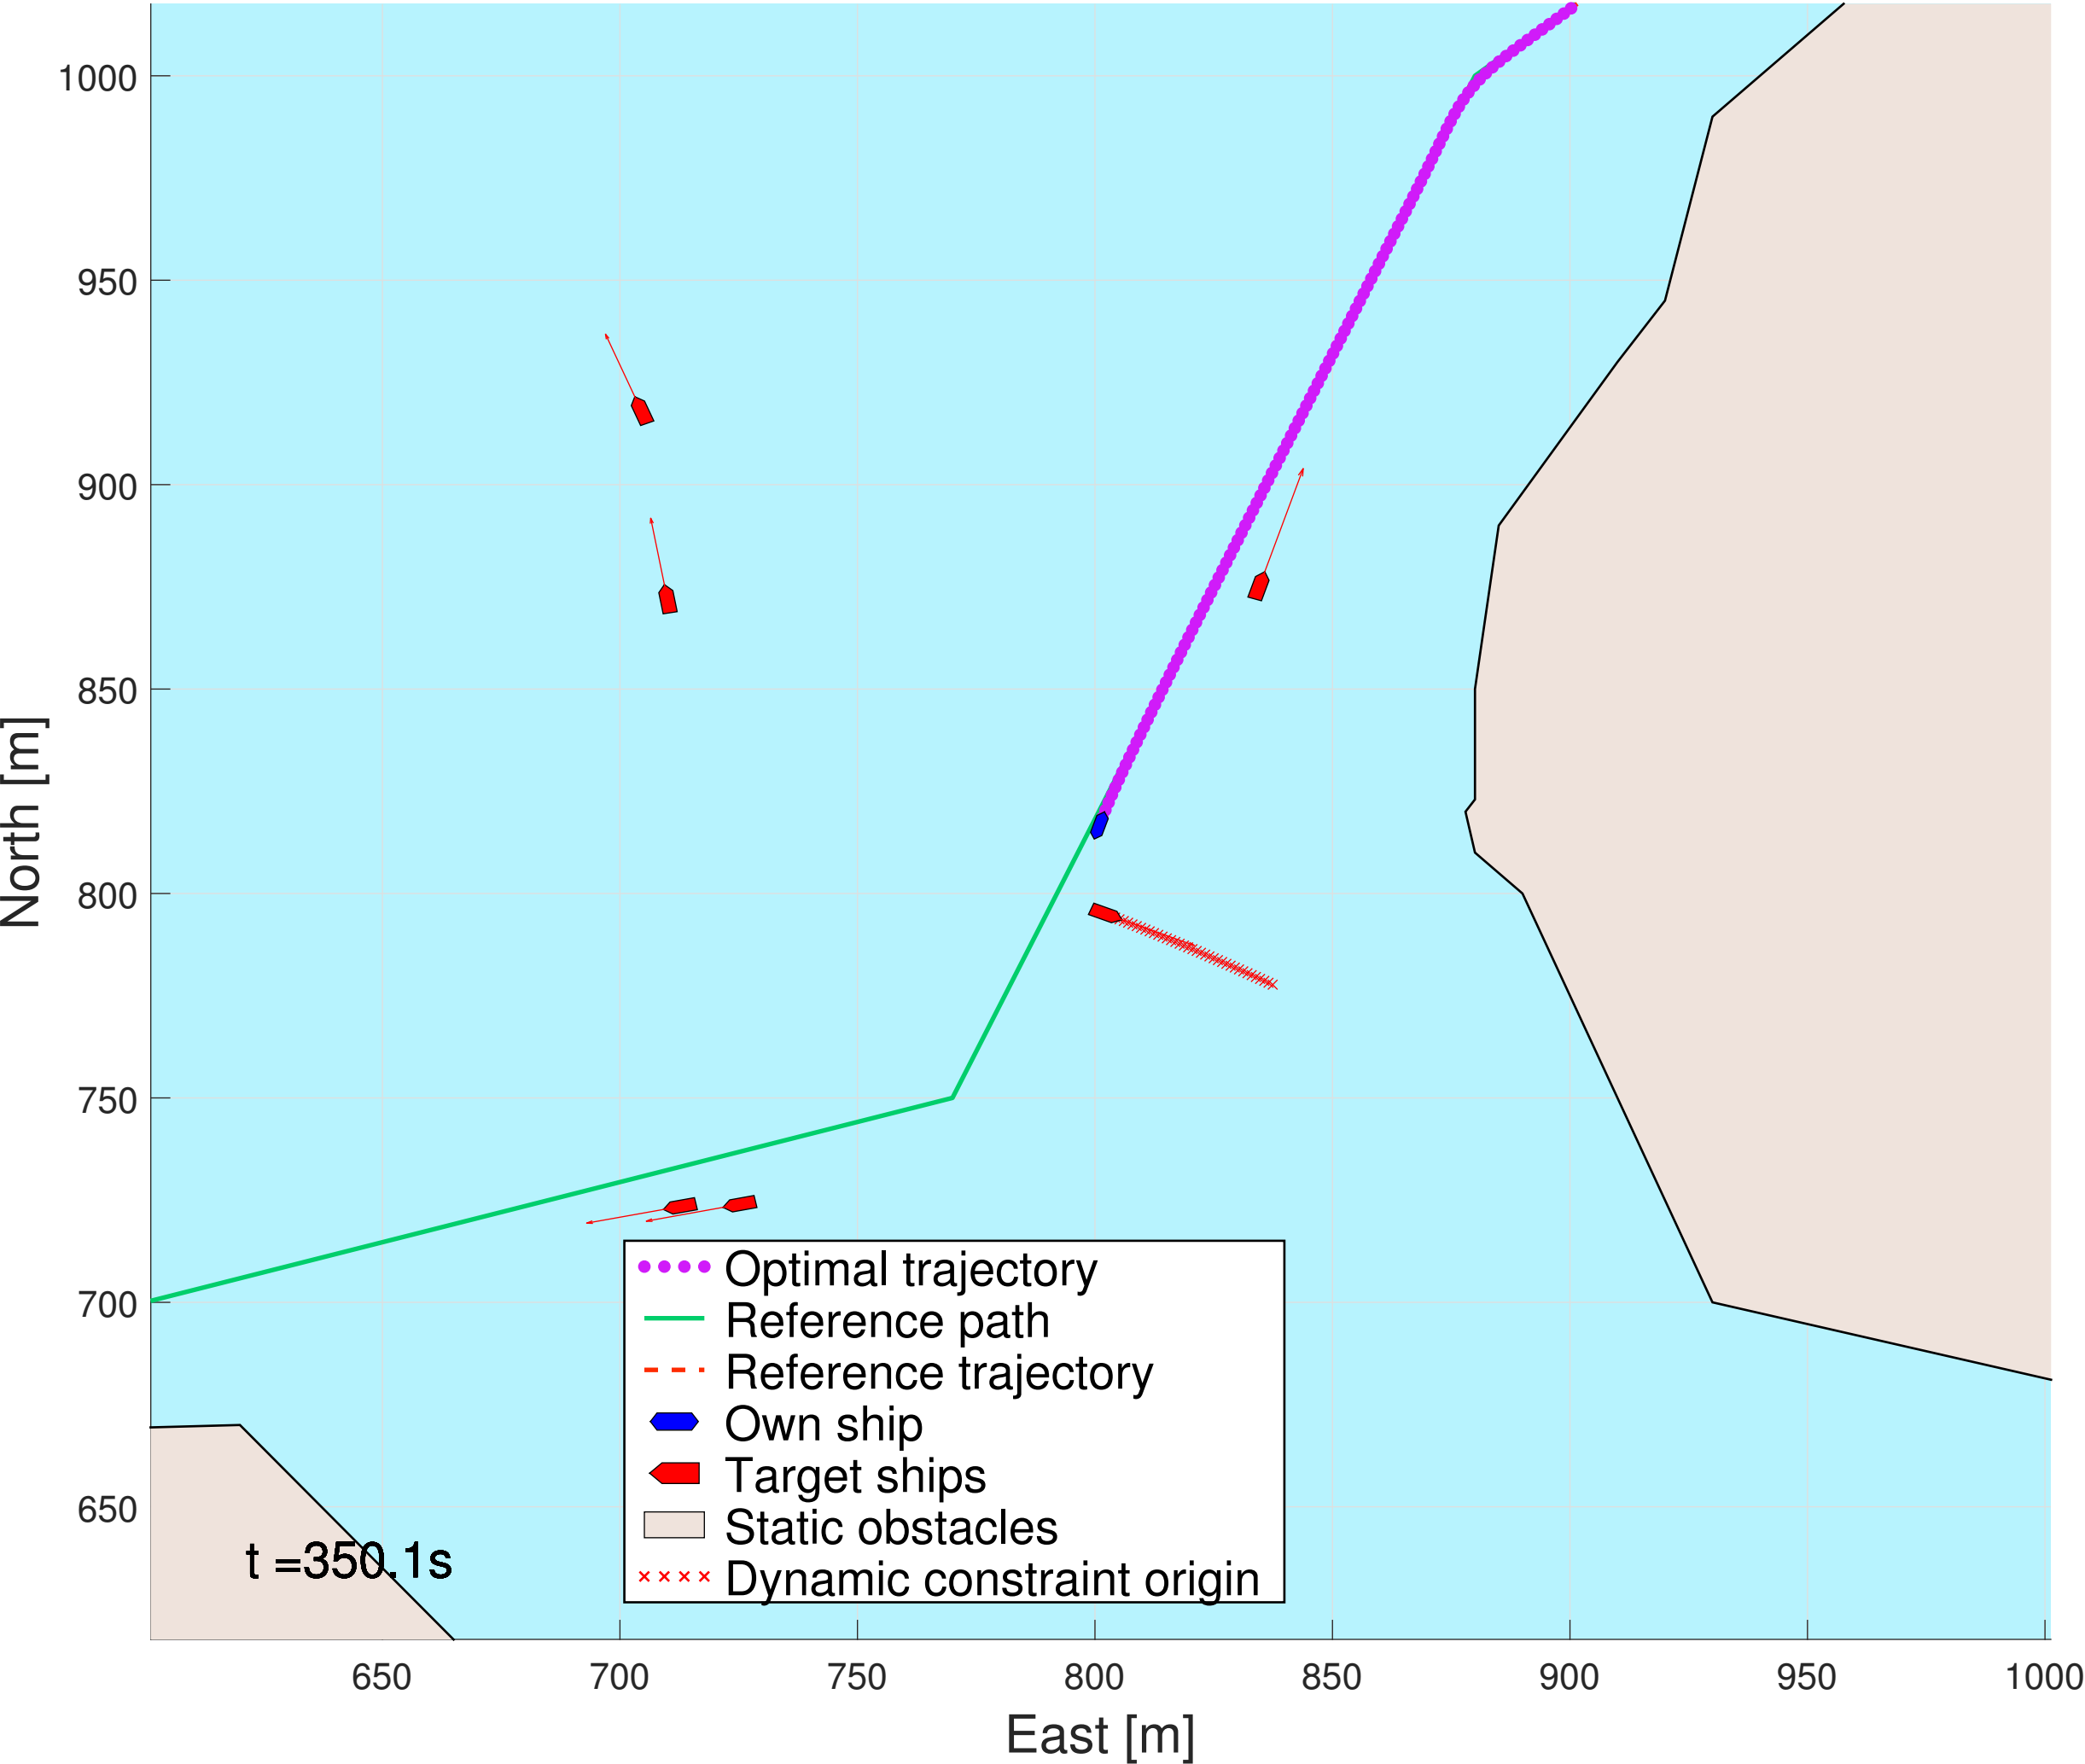 1000
950
900
850
800
750
700
650
North [m]
Optimal trajectory
Reference path
Reference trajectory
Own ship
Target ships
Static obstacles
Dynamic constraint origin
t =350.1s
650 700 750 800 850 900 950 1000
East [m]